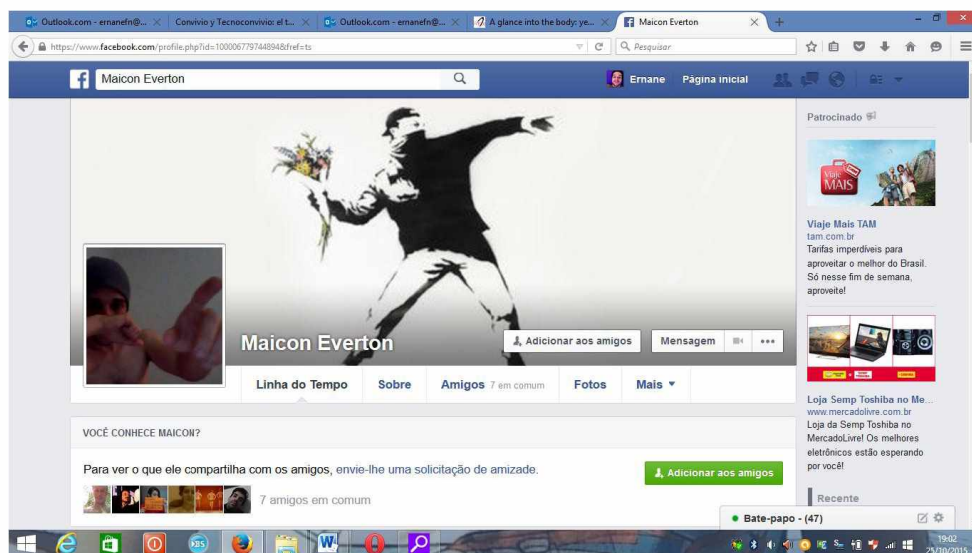 Outlook.com - ernanefn@...
Convívio y Tecnoconvivio: el t...
Outlook.com - ernanefn@...
A glance into the body: ye...
Maicon Everton
https://www.facebook.com/profile.php?id=100006779744894&fref=ts
Pesquisar
Maicon Everton
Ernane
Página inicial
Patrocinado
Viaje
MAIS
Viaje Mais TAM
tam.com.br
Tarifas imperdíveis para
aproveitar o melhor do Brasil.
Só nesse fim de semana,
aproveite!
Maicon Everton
Adicionar aos amigos
Mensagem
Linha do Tempo
Sobre
Amigos 7 em comum
Fotos
Mais
Loja Semp Toshiba no Me...
www.mercadolivre.com.br
Loja da Semp Toshiba no
MercadoLivre! Os melhores
eletrônicos estão esperando
por você!
VOCÊ CONHECE MAICON?
Para ver o que ele compartilha com os amigos, envie-lhe uma solicitação de amizade.
Adicionar aos amigos
7 amigos em comum
Recente
Bate-papo - (47)
19:02
25/10/2015